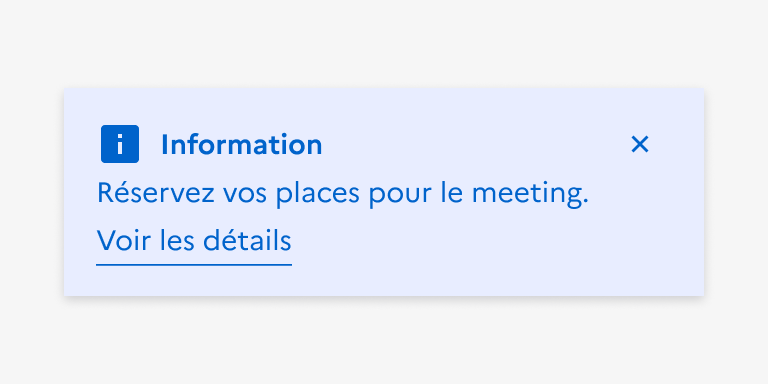 Information
Réservez vos places pour le meeting.
Voir les détails